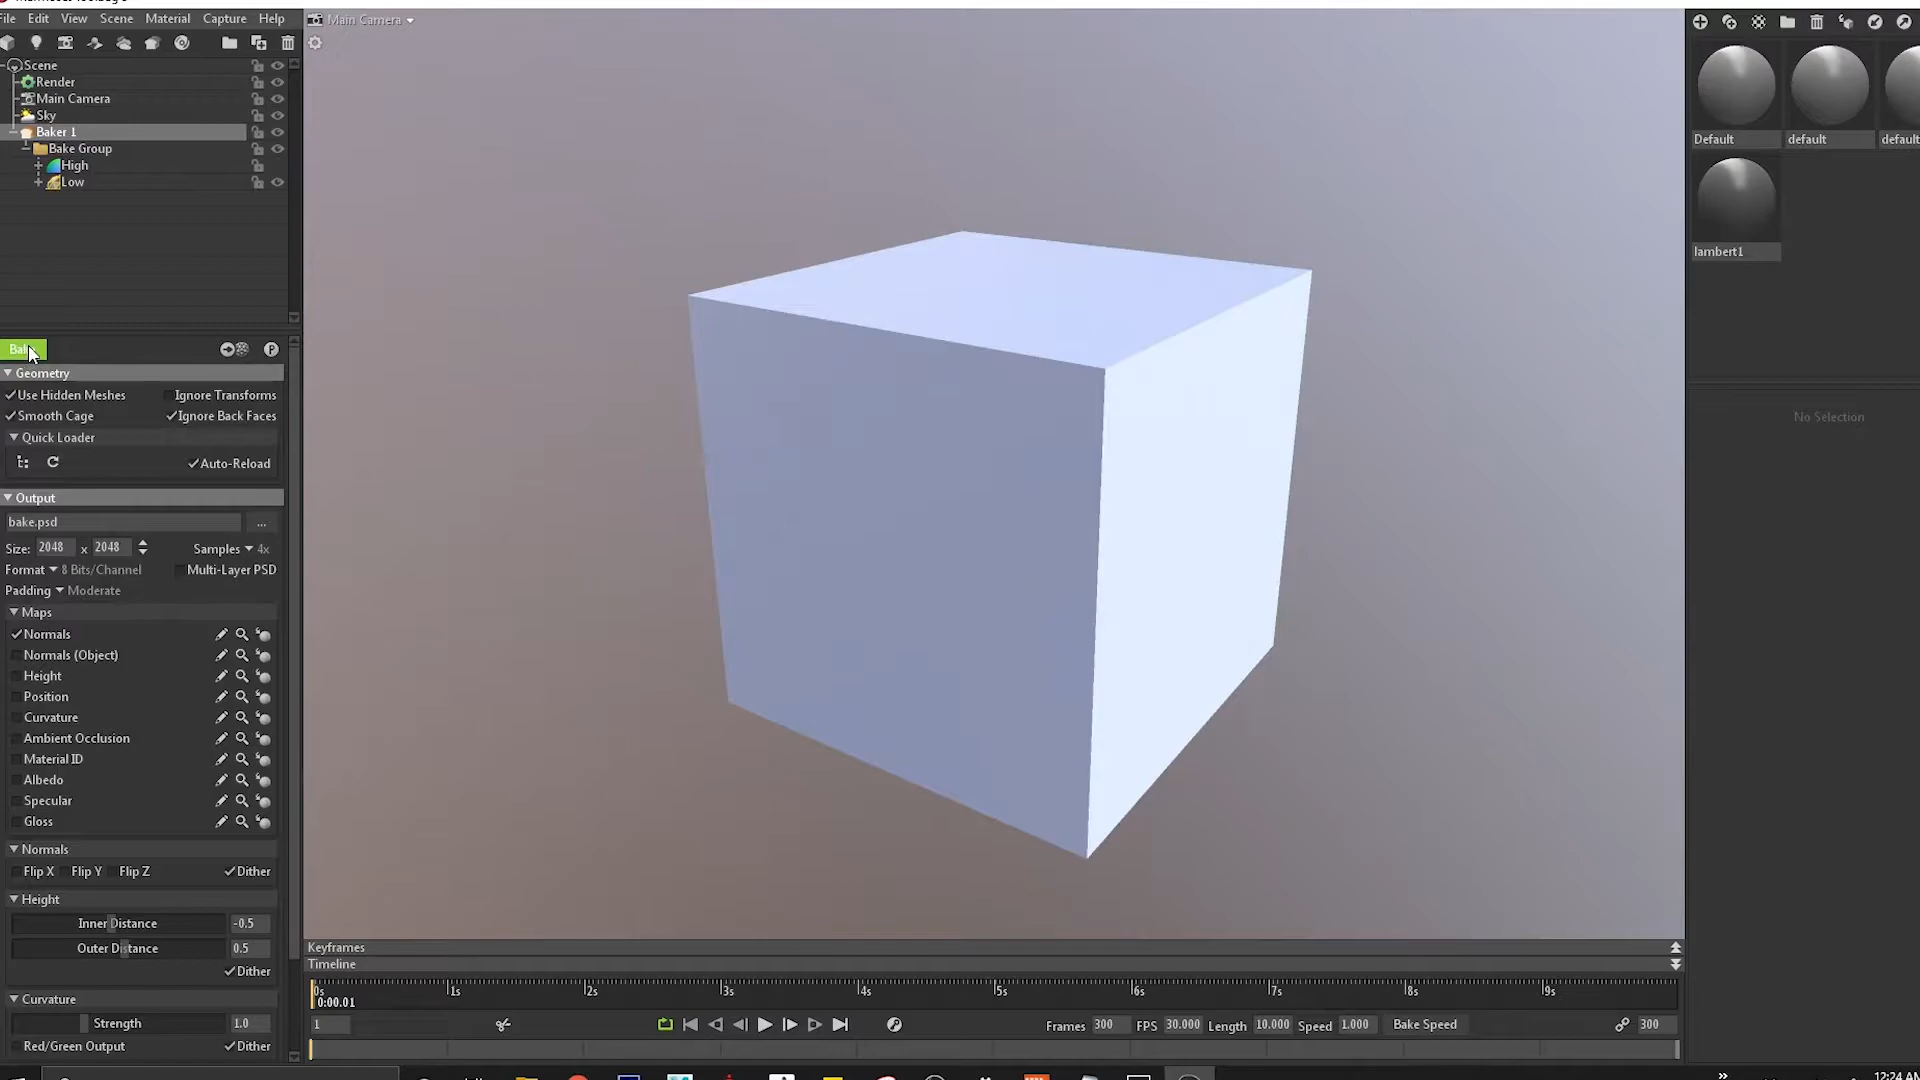 File Edit View Scene Material Capture Help
Main Camera
Scene
Render
Main Camera
Sky
Baker 1
Bake Group
High
Low
Geometry
Use Hidden Meshes Ignore Transforms
Smooth Cage Ignore Back Faces
Quick Loader
Auto-Reload
Output
bake.psd ...
Size: 2048 x 2048 Samples 4x
Format 8 Bits/Channel Multi-Layer PSD
Padding Moderate
Maps
Normals
Normals (Object)
Height
Position
Curvature
Ambient Occlusion
Material ID
Albedo
Specular
Gloss
Normals
Flip X Flip Y Flip Z Dither
Height
Inner Distance -0.5
Outer Distance 0.5
Dither
Curvature
Strength 1.0
Red/Green Output Dither
Default default default
lambert1
No Selection
P
Keyframes
Timeline
0s 1s 2s 3s 4s 5s 6s 7s 8s 9s
0:00.01
1 Frames 300 FPS 30.000 Length 10.000 Speed 1.000 Bake Speed 300
12:24 AM